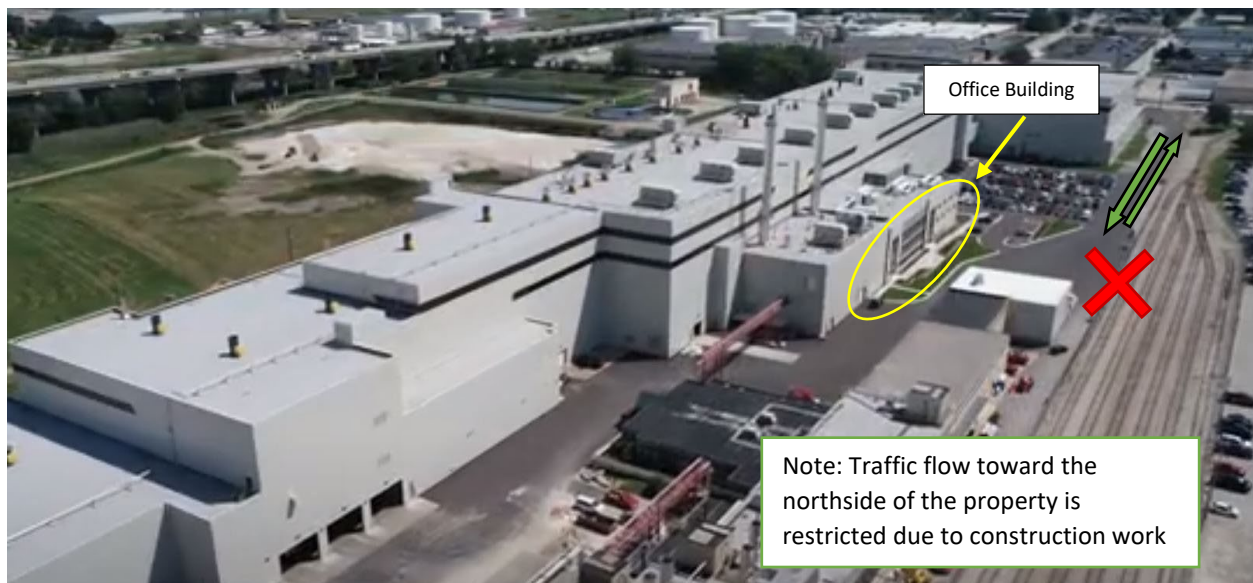 Office Building
Note: Traffic flow toward the
northside of the property is
restricted due to construction work